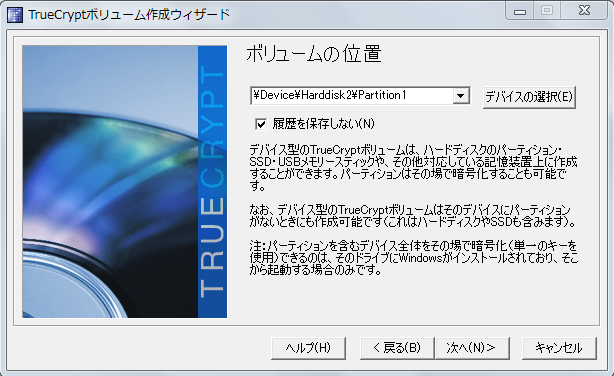 TrueCryptボリューム作成ウィザード
ボリュームの位置
¥Device¥Harddisk2¥Partition1
デバイスの選択(E)
履歴を保存しない(N)
デバイス型のTrueCryptボリュームは、ハードディスクのパーティション・
SSD・USBメモリースティックや、その他対応している記憶装置上に作成
することができます。パーティションはその場で暗号化することも可能で
す。
なお、デバイス型のTrueCryptボリュームはそのデバイスにパーティション
がないときにも作成可能です(これはハードディスクやSSDも含みます)。
注：パーティションを含むデバイス全体をその場で暗号化(単一のキーを
使用)できるのは、そのドライブにWindowsがインストールされており、そこ
から起動する場合のみです。
TRUECRYPT
ヘルプ(H)
< 戻る(B)
次へ(N) >
キャンセル